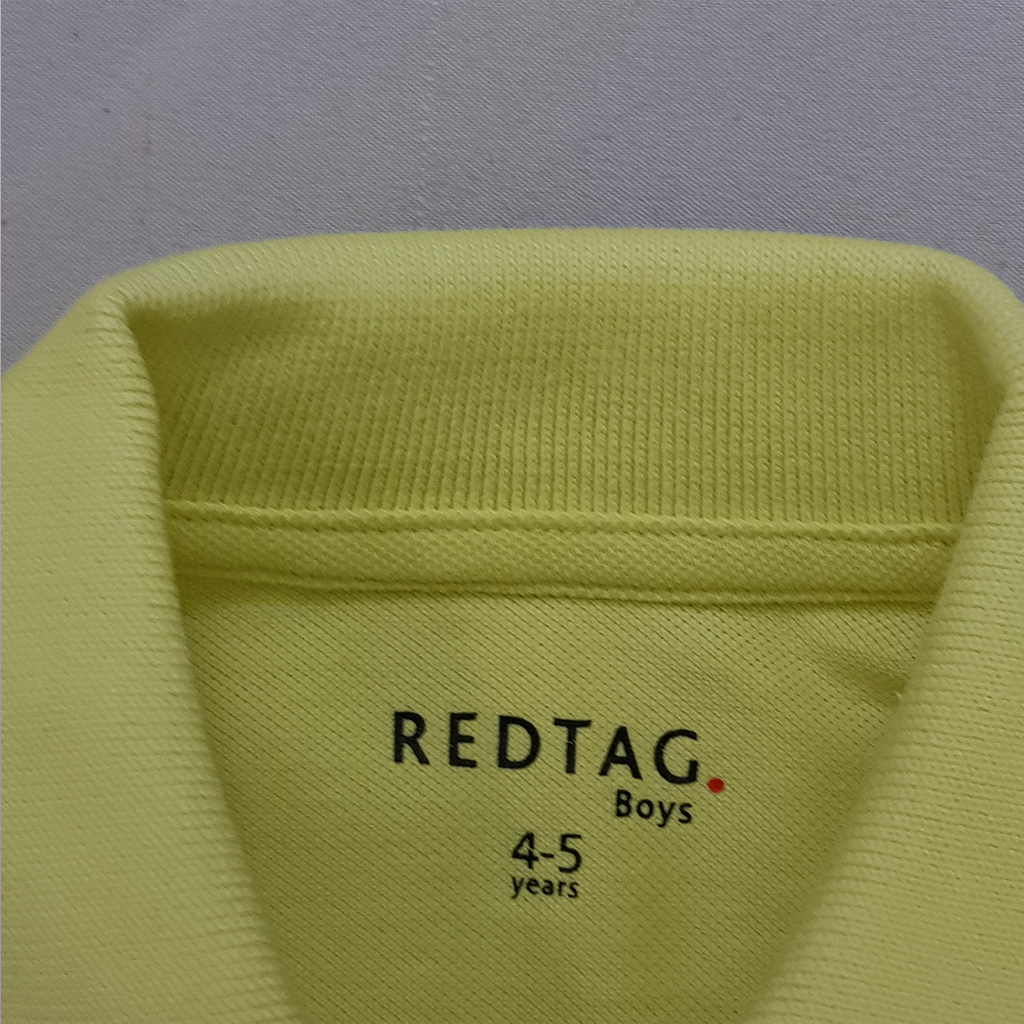 REDTAG.
Boys
4-5
years